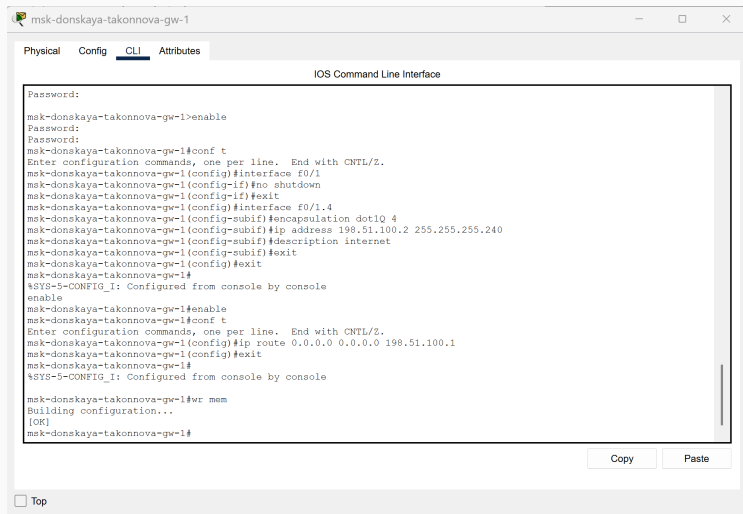 msk-donskaya-takonnova-gw-1
Physical Config CLI Attributes
IOS Command Line Interface
Password:
msk-donskaya-takonnova-gw-1>enable
Password:
Password:
msk-donskaya-takonnova-gw-1#conf t
Enter configuration commands, one per line.  End with CNTL/Z.
msk-donskaya-takonnova-gw-1(config)#interface f0/1
msk-donskaya-takonnova-gw-1(config-if)#no shutdown
msk-donskaya-takonnova-gw-1(config-if)#exit
msk-donskaya-takonnova-gw-1(config)#interface f0/1.4
msk-donskaya-takonnova-gw-1(config-subif)#encapsulation dot1Q 4
msk-donskaya-takonnova-gw-1(config-subif)#ip address 198.51.100.2 255.255.255.240
msk-donskaya-takonnova-gw-1(config-subif)#description internet
msk-donskaya-takonnova-gw-1(config-subif)#exit
msk-donskaya-takonnova-gw-1(config)#exit
msk-donskaya-takonnova-gw-1#
%SYS-5-CONFIG_I: Configured from console by console
enable
msk-donskaya-takonnova-gw-1#enable
msk-donskaya-takonnova-gw-1#conf t
Enter configuration commands, one per line.  End with CNTL/Z.
msk-donskaya-takonnova-gw-1(config)#ip route 0.0.0.0 0.0.0.0 198.51.100.1
msk-donskaya-takonnova-gw-1(config)#exit
msk-donskaya-takonnova-gw-1#
%SYS-5-CONFIG_I: Configured from console by console
msk-donskaya-takonnova-gw-1#wr mem
Building configuration...
[OK]
msk-donskaya-takonnova-gw-1#
Copy Paste
Top